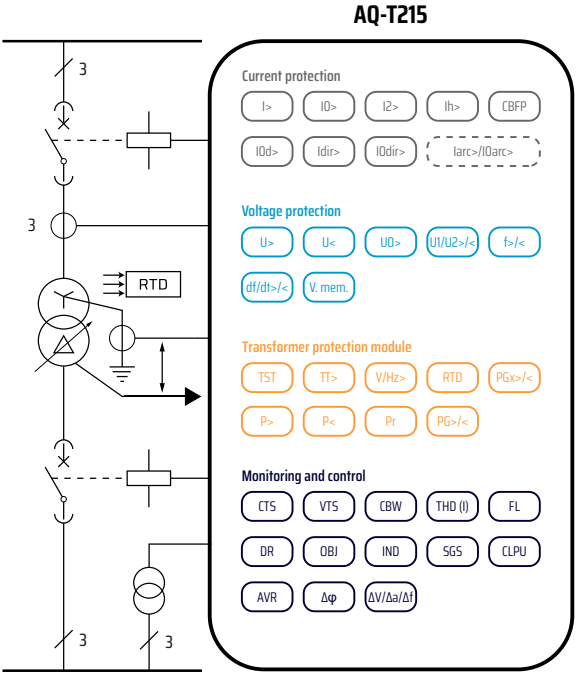 AQ-T215
3
Current protection
I> I0> I2> Ih> CBFP
I0d> Idir> I0dir> Iarc>/I0arc>
Voltage protection
3
U> U< U0> U1/U2>/< f>/<
RTD
df/dt>/< V. mem.
Transformer protection module
TST TT> V/Hz> RTD PGx>/<
P> P< Pr PG>/<
Monitoring and control
CTS VTS CBW THD (I) FL
DR OBJ IND SGS CLPU
AVR Δφ ΔV/Δa/Δf
3 3